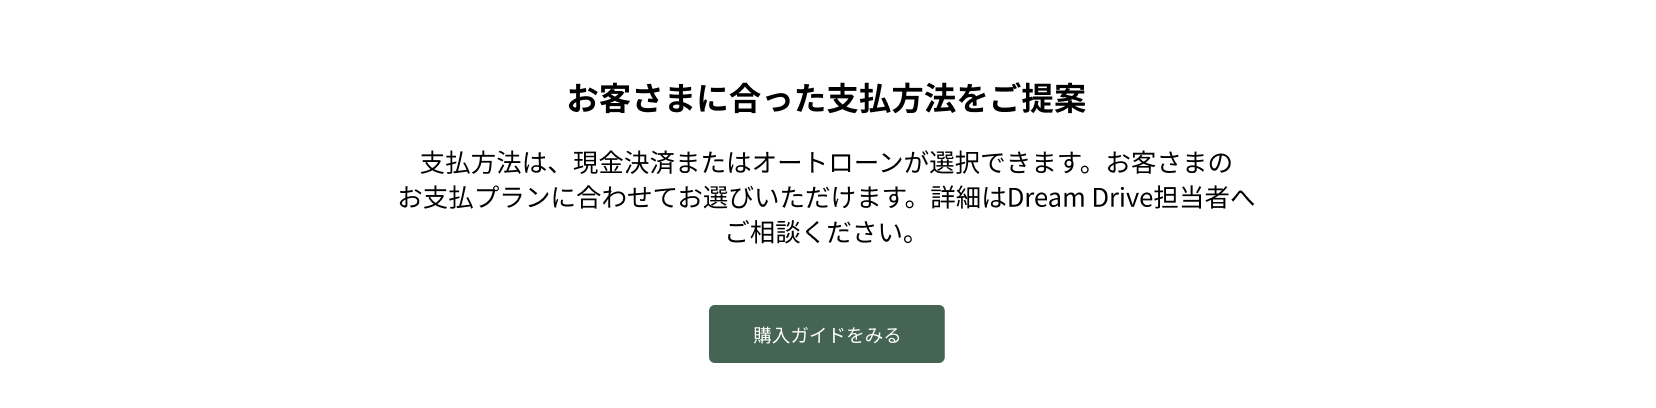 お客さまに合った支払方法をご提案
支払方法は、現金決済またはオートローンが選択できます。お客さまの
お支払プランに合わせてお選びいただけます。詳細はDream Drive担当者へ
ご相談ください。
購入ガイドをみる